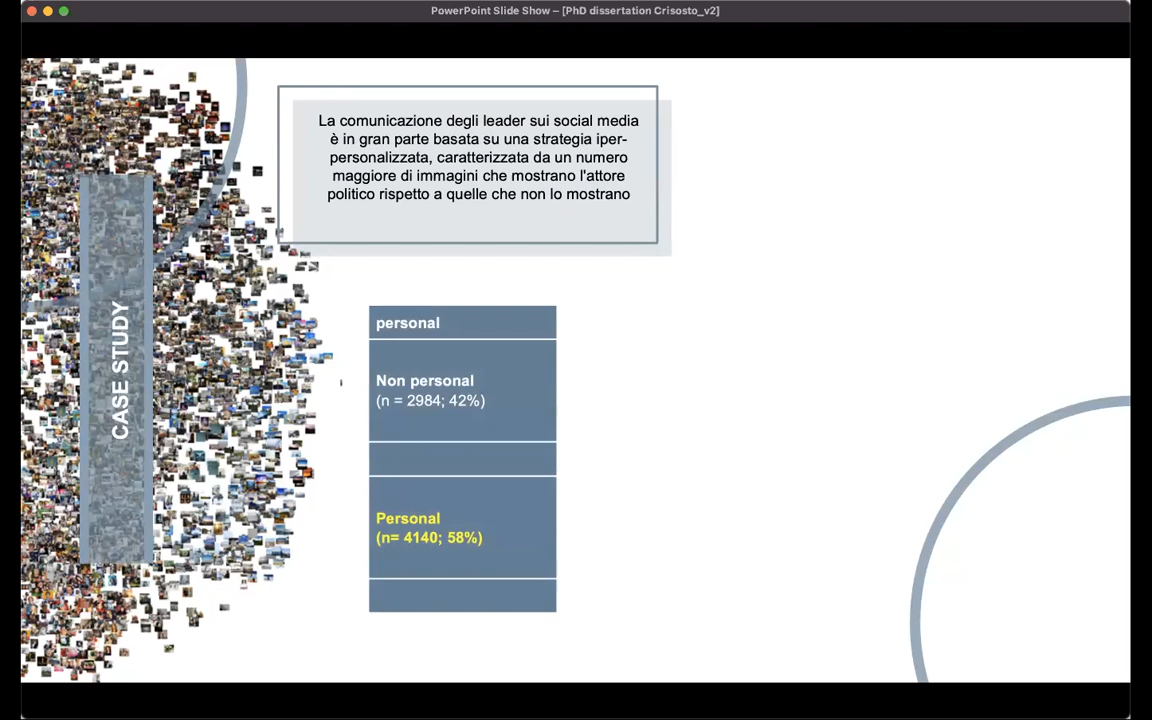 PowerPoint Slide Show – [PhD dissertation Crisosto_v2]
La comunicazione degli leader sui social media
è in gran parte basata su una strategia iper-
personalizzata, caratterizzata da un numero
maggiore di immagini che mostrano l'attore
politico rispetto a quelle che non lo mostrano
CASE STUDY
personal
Non personal
(n = 2984; 42%)
Personal
(n= 4140; 58%)